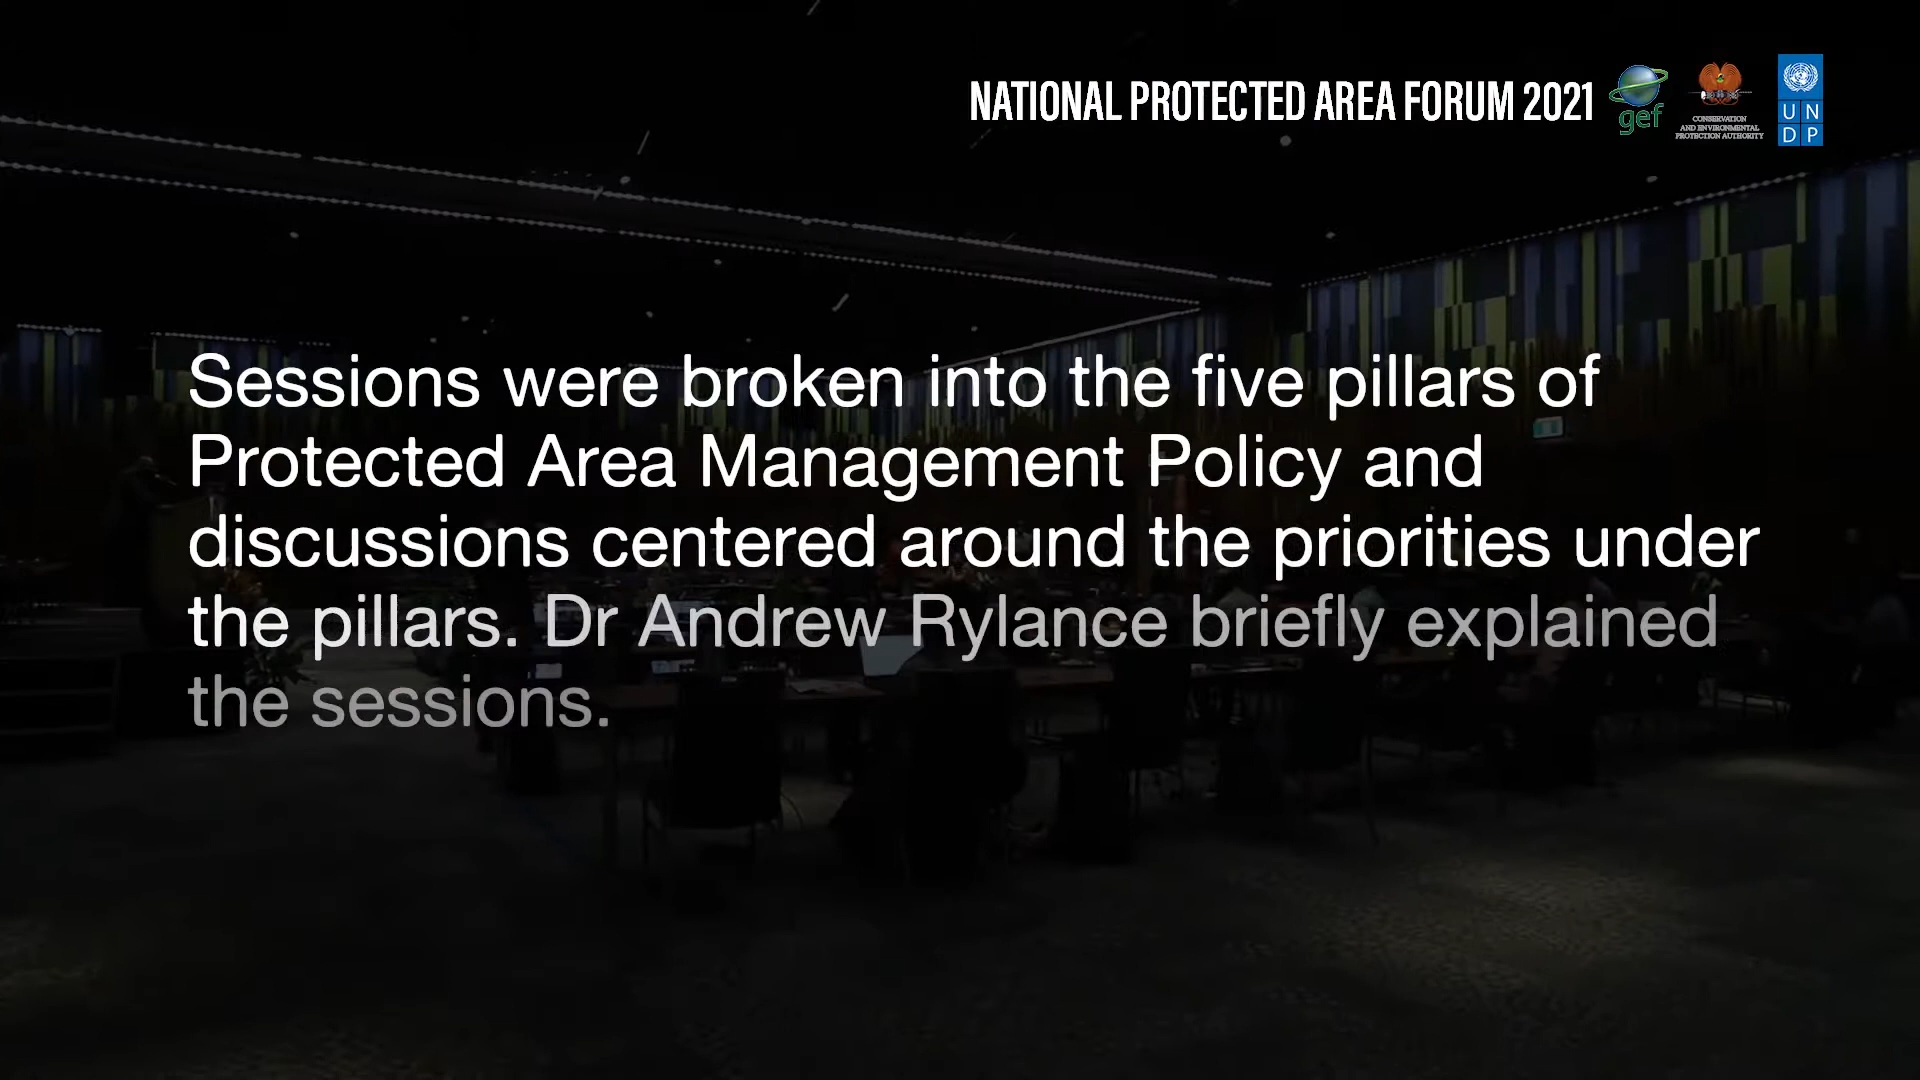 NATIONAL PROTECTED AREA FORUM 2021
gef
CONSERVATION
AND ENVIRONMENTAL
PROTECTION AUTHORITY
U N
D P
Sessions were broken into the five pillars of
Protected Area Management Policy and
discussions centered around the priorities under
the pillars. Dr Andrew Rylance briefly explained
the sessions.